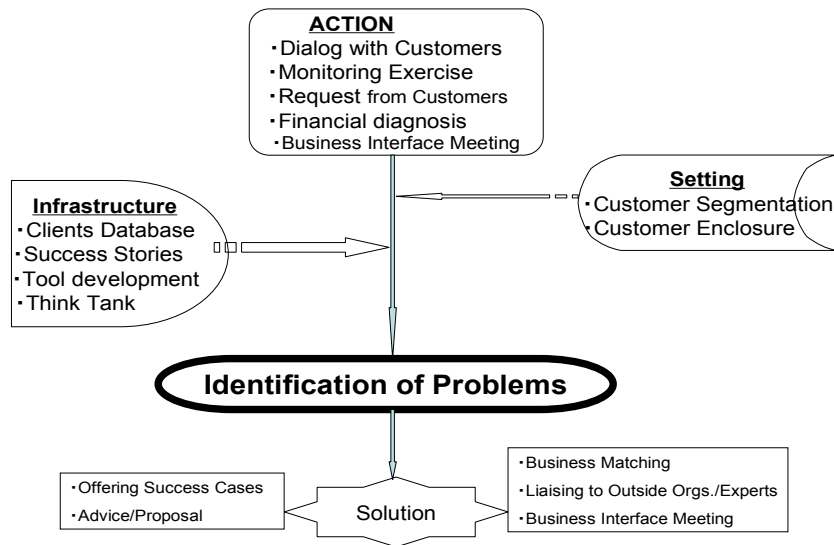 ACTION
・Dialog with Customers
・Monitoring Exercise
・Request from Customers
・Financial diagnosis
・Business Interface Meeting
Infrastructure
・Clients Database
・Success Stories
・Tool development
・Think Tank
Setting
・Customer Segmentation
・Customer Enclosure
Identification of Problems
・Offering Success Cases
・Advice/Proposal
Solution
・Business Matching
・Liaising to Outside Orgs./Experts
・Business Interface Meeting